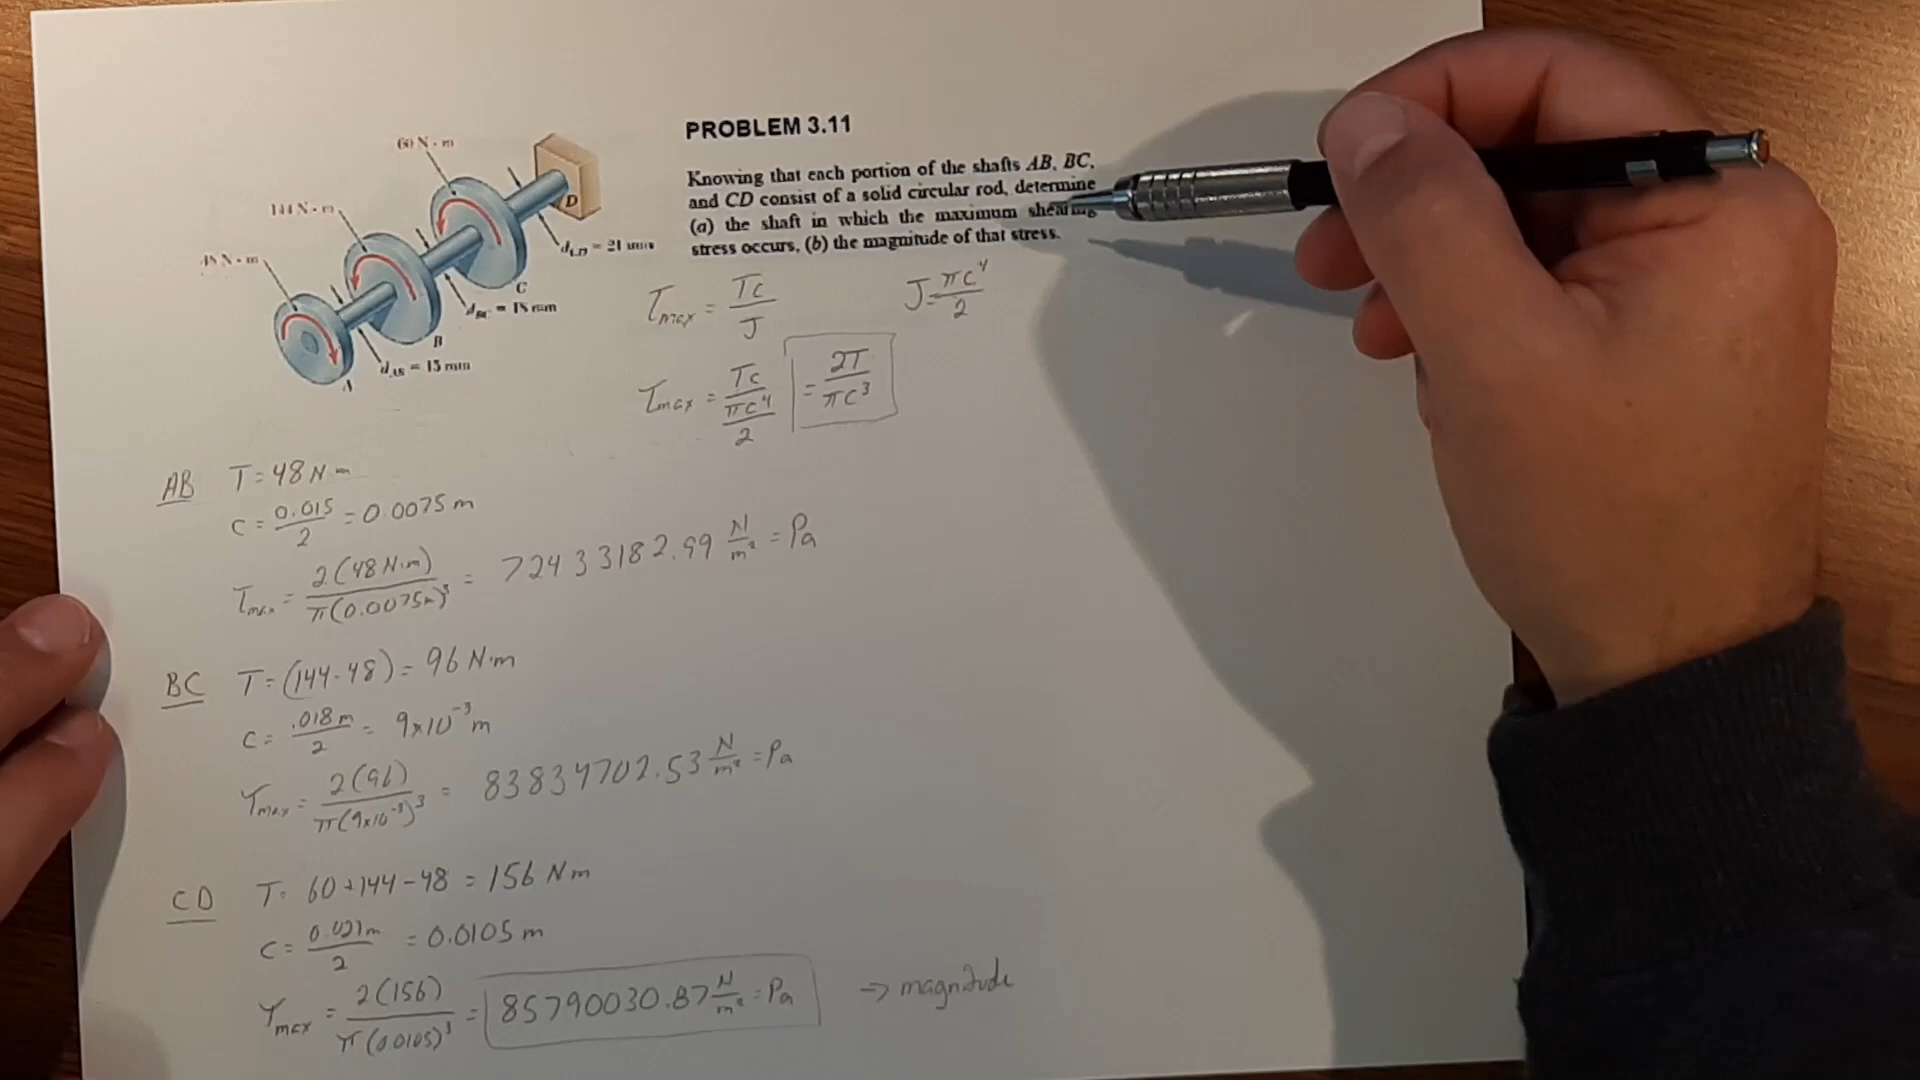 PROBLEM 3.11
Knowing that each portion of the shafts AB, BC,
and CD consist of a solid circular rod, determine
(a) the shaft in which the maximum shearing
stress occurs, (b) the magnitude of that stress.
60 N·m
144 N·m
48 N·m
D
d_CD = 21 mm
C
d_BC = 18 mm
B
d_AB = 15 mm
A
τmax = Tc/J
J = πc⁴/2
τmax = Tc/(πc⁴/2) = 2T/πc³
AB T = 48 N·m
c = 0.015/2 = 0.0075 m
τmax = 2(48 N·m)/π(0.0075m)³ = 72433182.99 N/m² = Pa
BC T = (144-48) = 96 N·m
c = .018 m/2 = 9×10⁻³ m
τmax = 2(96)/π(9×10⁻³)³ = 83834702.53 N/m² = Pa
CD T = 60+144-48 = 156 Nm
c = 0.021m/2 = 0.0105 m
τmax = 2(156)/π(0.0105)³ = 85790030.87 N/m² = Pa → magnitude